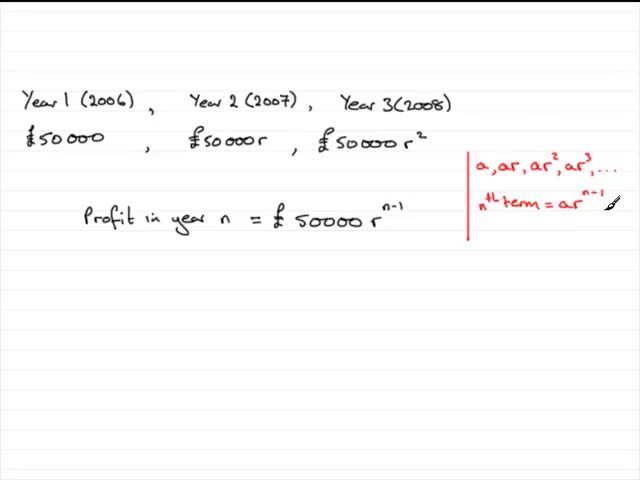 Year 1 (2006) , Year 2 (2007) , Year 3 (2008)
£50000 , £50000r , £50000r²
a, ar, ar², ar³, ...
nᵗʰ term = arⁿ⁻¹
Profit in year n = £ 50000 rⁿ⁻¹